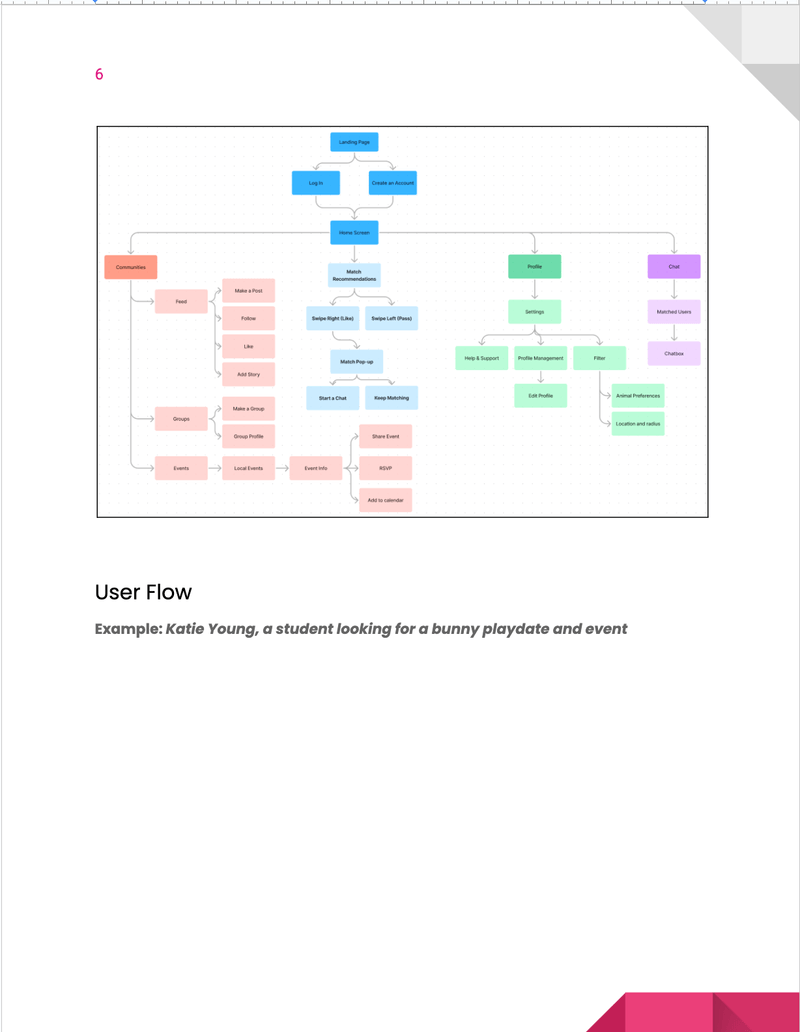 6
Landing Page
Log In
Create an Account
Home Screen
Communities
Match
Recommendations
Profile
Chat
Feed
Make a Post
Follow
Like
Add Story
Swipe Right (Like)
Swipe Left (Pass)
Match Pop-up
Start a Chat
Keep Matching
Settings
Help & Support
Profile Management
Filter
Edit Profile
Animal Preferences
Location and radius
Matched Users
Chatbox
Groups
Make a Group
Group Profile
Events
Local Events
Event Info
Share Event
RSVP
Add to calendar
User Flow
Example: Katie Young, a student looking for a bunny playdate and event